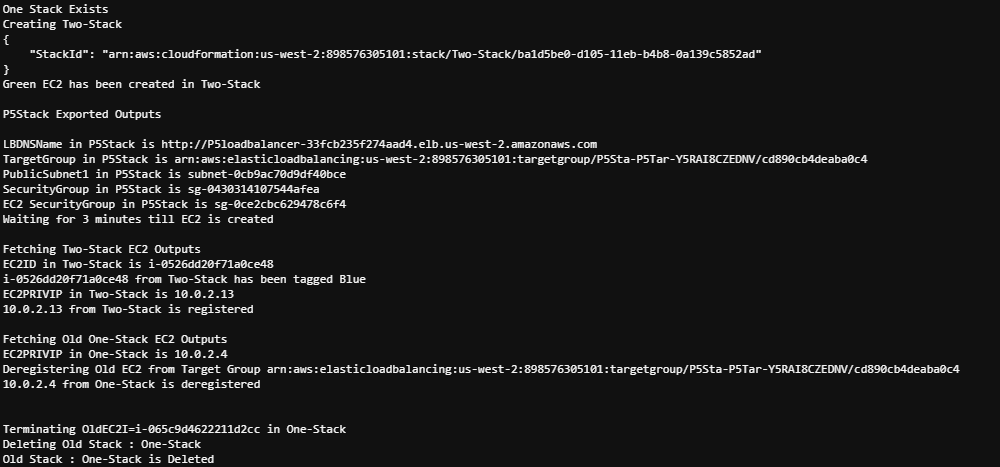 One Stack Exists
Creating Two-Stack
{
    "StackId": "arn:aws:cloudformation:us-west-2:898576305101:stack/Two-Stack/ba1d5be0-d105-11eb-b4b8-0a139c5852ad"
}
Green EC2 has been created in Two-Stack
P5Stack Exported Outputs
LBDNSName in P5Stack is http://P5loadbalancer-33fcb235f274aad4.elb.us-west-2.amazonaws.com
TargetGroup in P5Stack is arn:aws:elasticloadbalancing:us-west-2:898576305101:targetgroup/P5Sta-P5Tar-Y5RAI8CZEDNV/cd890cb4deaba0c4
PublicSubnet1 in P5Stack is subnet-0cb9ac70d9df40bce
SecurityGroup in P5Stack is sg-0430314107544afea
EC2 SecurityGroup in P5Stack is sg-0ce2cbc629478c6f4
Waiting for 3 minutes till EC2 is created
Fetching Two-Stack EC2 Outputs
EC2ID in Two-Stack is i-0526dd20f71a0ce48
i-0526dd20f71a0ce48 from Two-Stack has been tagged Blue
EC2PRIVIP in Two-Stack is 10.0.2.13
10.0.2.13 from Two-Stack is registered
Fetching Old One-Stack EC2 Outputs
EC2PRIVIP in One-Stack is 10.0.2.4
Deregistering Old EC2 from Target Group arn:aws:elasticloadbalancing:us-west-2:898576305101:targetgroup/P5Sta-P5Tar-Y5RAI8CZEDNV/cd890cb4deaba0c4
10.0.2.4 from One-Stack is deregistered
Terminating OldEC2I=i-065c9d4622211d2cc in One-Stack
Deleting Old Stack : One-Stack
Old Stack : One-Stack is Deleted